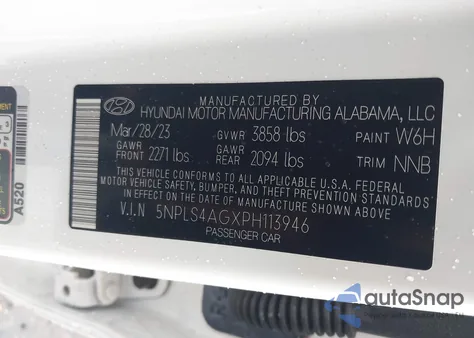 MANUFACTURED BY
HYUNDAI MOTOR MANUFACTURING ALABAMA, LLC
Mar/28/23 GVWR 3858 lbs PAINT W6H
GAWR FRONT 2271 lbs GAWR REAR 2094 lbs TRIM NNB
THIS VEHICLE CONFORMS TO ALL APPLICABLE U.S.A FEDERAL
MOTOR VEHICLE SAFETY, BUMPER, AND THEFT PREVENTION STANDARDS
IN EFFECT ON THE DATE OF MANUFACTURE SHOWN ABOVE.
V.I.N 5NPLS4AGXPH113946
PASSENGER CAR
A520
autaSnap